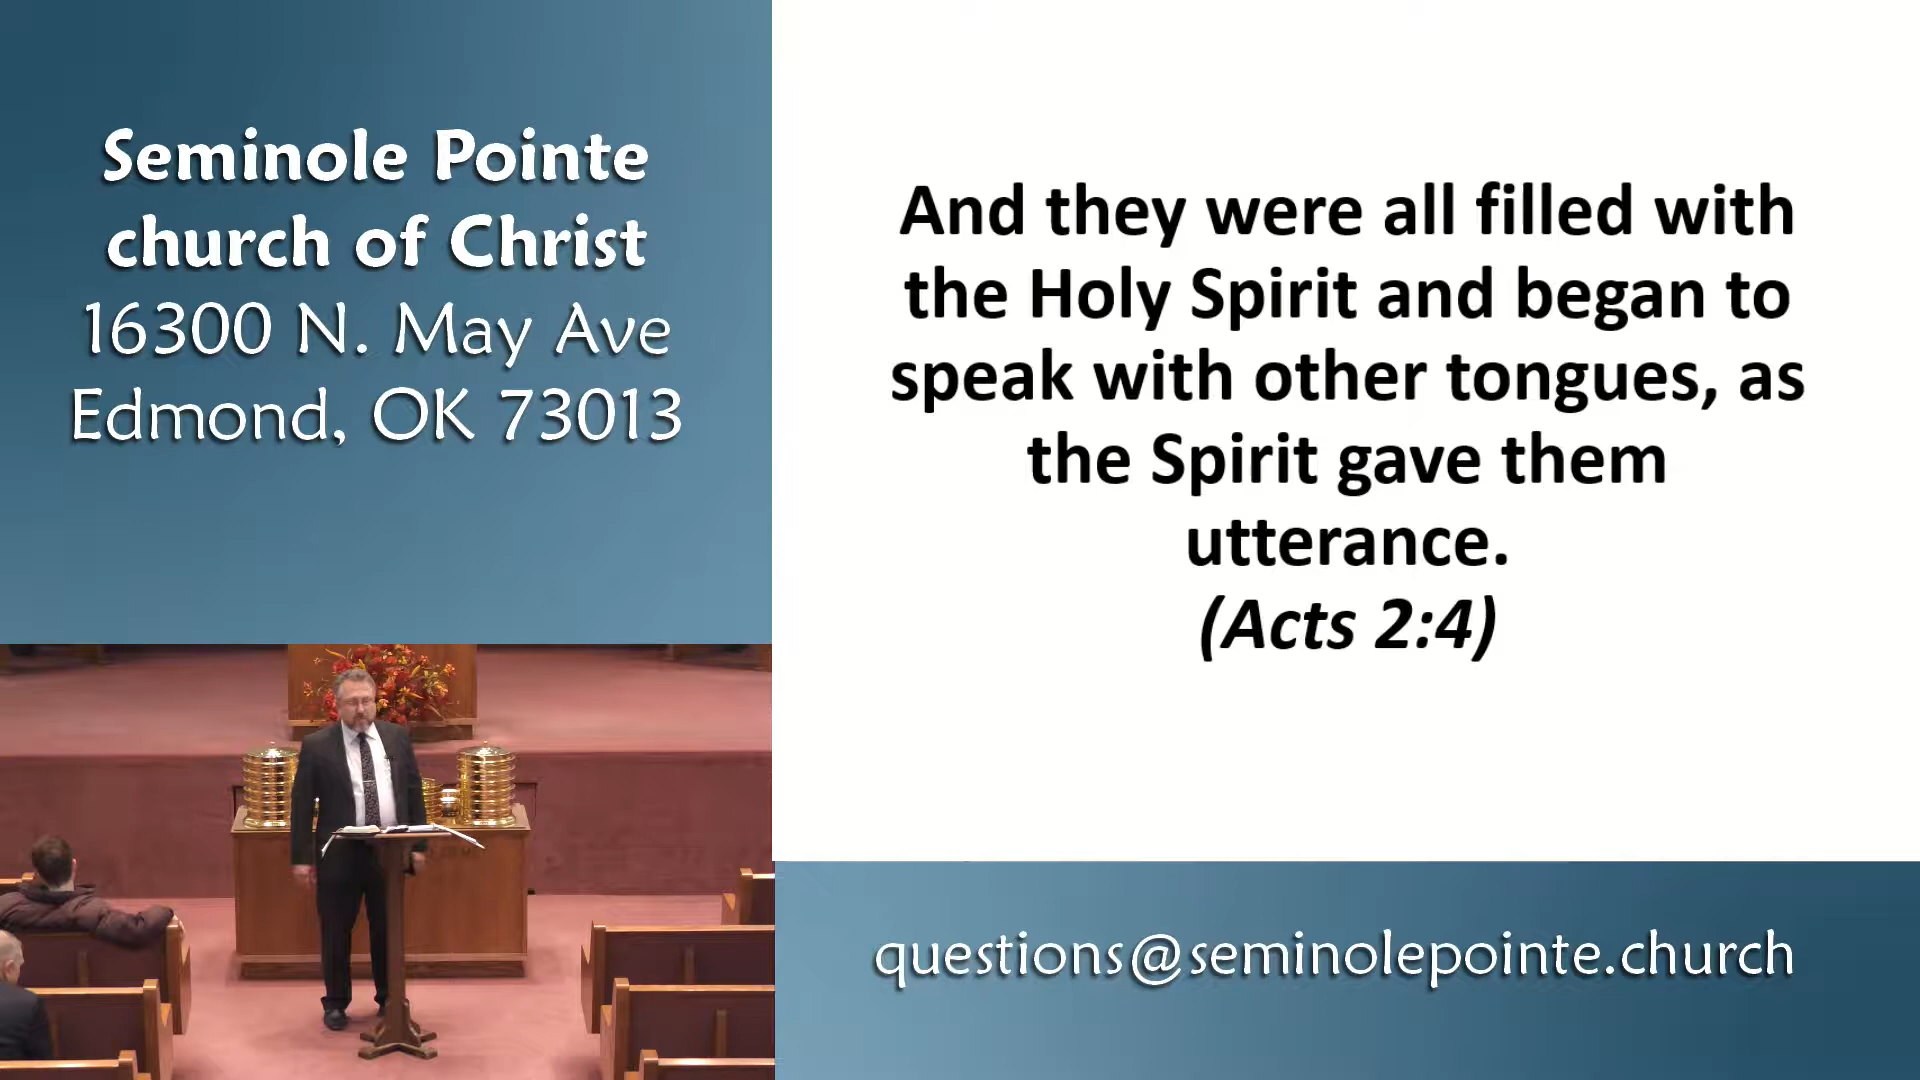 Seminole Pointe
church of Christ
16300 N. May Ave
Edmond, OK 73013
And they were all filled with
the Holy Spirit and began to
speak with other tongues, as
the Spirit gave them
utterance.
(Acts 2:4)
questions@seminolepointe.church